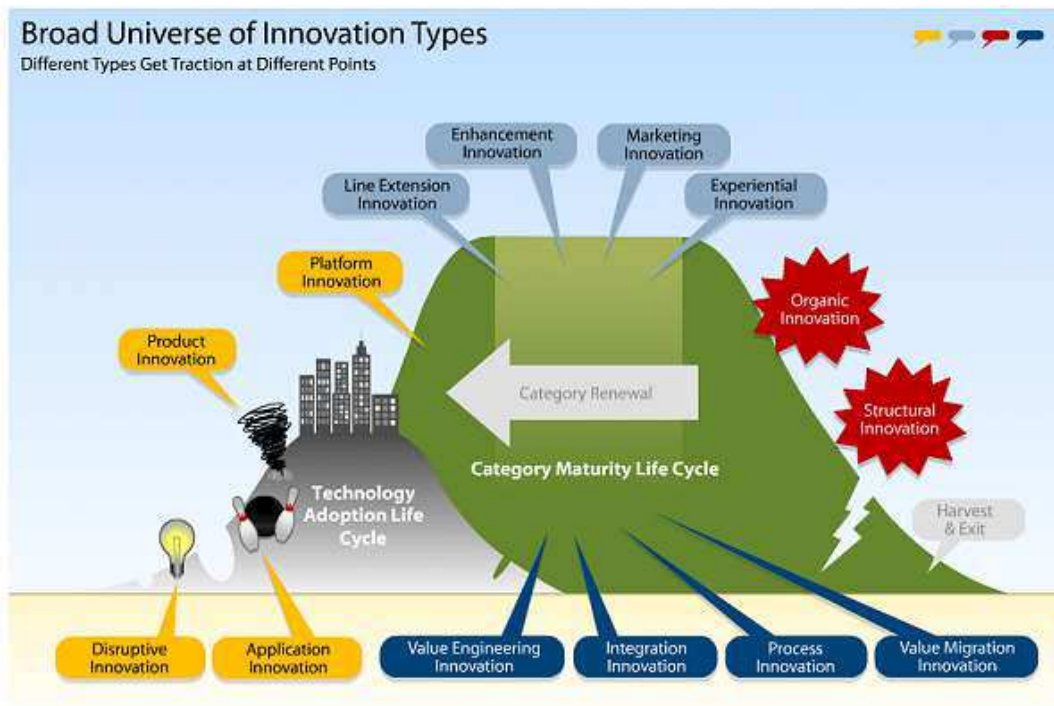 Broad Universe of Innovation Types
Different Types Get Traction at Different Points
Enhancement
Innovation
Marketing
Innovation
Line Extension
Innovation
Experiential
Innovation
Platform
Innovation
Organic
Innovation
Product
Innovation
Category Renewal
Structural
Innovation
Category Maturity Life Cycle
Technology
Adoption Life
Cycle
Harvest
& Exit
Disruptive
Innovation
Application
Innovation
Value Engineering
Innovation
Integration
Innovation
Process
Innovation
Value Migration
Innovation